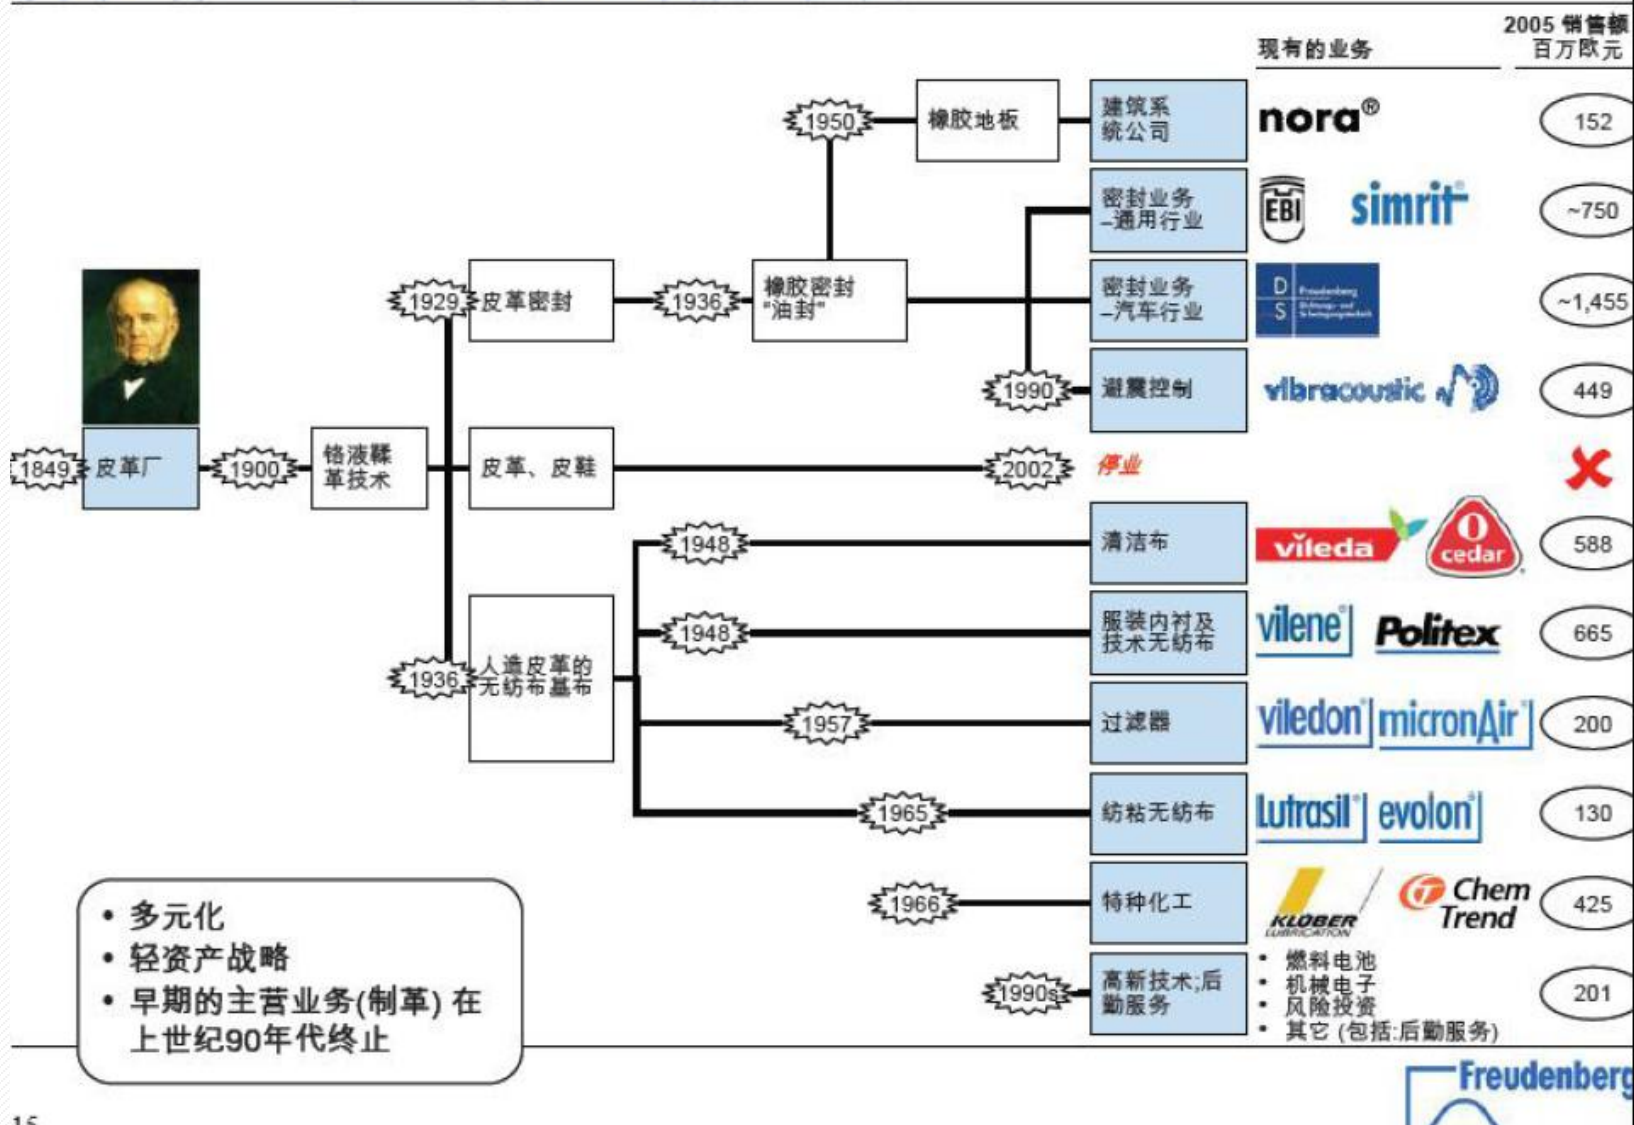 2005 销售额
现有的业务
百万欧元
1950
橡胶地板
建筑系
统公司
nora®
152
密封业务
–通用行业
EBI
simrit®
~750
1929
皮革密封
1936
橡胶密封
"油封"
密封业务
–汽车行业
D
S
Freudenberg
~1,455
1990
避震控制
vibracoustic
449
1849
皮革厂
1900
铬液鞣
革技术
皮革、皮鞋
2002
停业
1948
清洁布
vileda
O
cedar
588
1948
服装内衬及
技术无纺布
vilene®
Politex
665
1936
人造皮革的
无纺布基布
1957
过滤器
viledon®
micronAir®
200
1965
纺粘无纺布
Lutrasil®
evolon®
130
1966
特种化工
KLÜBER
LUBRICATION
Chem
Trend
425
1990s
高新技术;后
勤服务
• 燃料电池
• 机械电子
• 风险投资
• 其它 (包括:后勤服务)
201
• 多元化
• 轻资产战略
• 早期的主营业务(制革) 在
上世纪90年代终止
Freudenberg
15